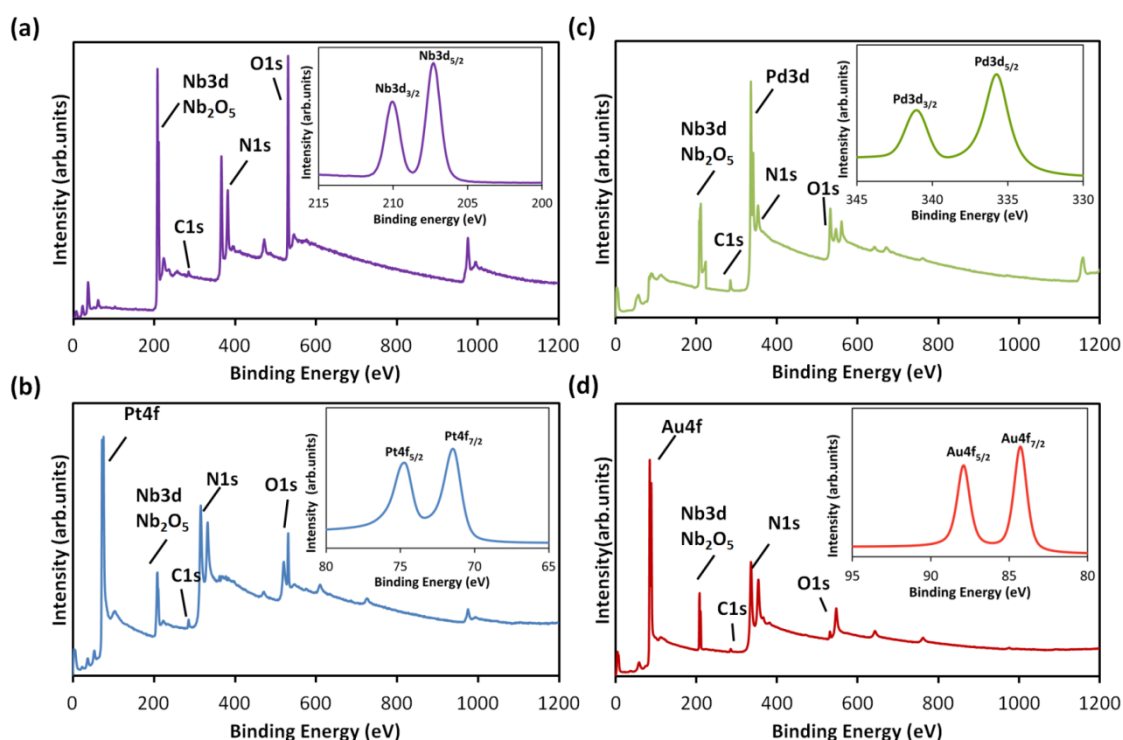 (a)
Intensity (arb.units)
Nb3d
Nb₂O₅
C1s
N1s
O1s
Intensity (arb.units)
Nb3d₃/₂
Nb3d₅/₂
215 210 205 200
Binding energy (eV)
0 200 400 600 800 1000 1200
Binding Energy (eV)
(c)
Intensity (arb.units)
Nb3d
Nb₂O₅
C1s
Pd3d
N1s
O1s
Intensity (arb.units)
Pd3d₃/₂
Pd3d₅/₂
345 340 335 330
Binding Energy (eV)
0 200 400 600 800 1000 1200
Binding Energy (eV)
(b)
Intensity (arb.units)
Pt4f
Nb3d
Nb₂O₅
C1s
N1s
O1s
Intensity (arb.units)
Pt4f₅/₂
Pt4f₇/₂
80 75 70 65
Binding Energy (eV)
0 200 400 600 800 1000 1200
Binding Energy (eV)
(d)
Intensity(arb.units)
Au4f
Nb3d
Nb₂O₅
C1s
N1s
O1s
Intensity (arb.units)
Au4f₅/₂
Au4f₇/₂
95 90 85 80
Binding Energy (eV)
0 200 400 600 800 1000 1200
Binding Energy (eV)